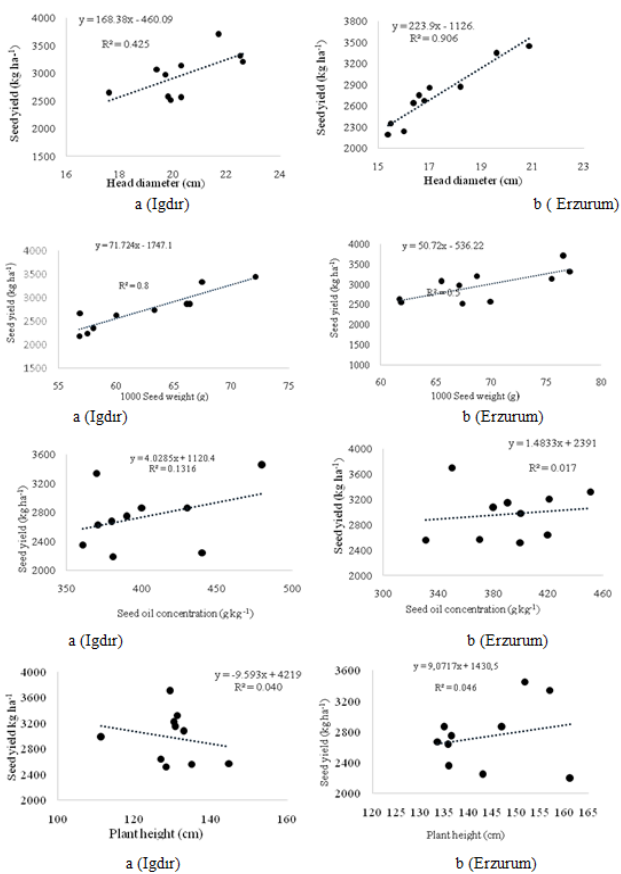 y = 168.38x - 460.09
R² = 0.425
Seed yield (kg ha-¹)
4000
3500
3000
2500
2000
1500
16
18
20
22
24
Head diameter (cm)
a (Igdır)
y = 223.9x - 1126.
R² = 0.906
Seed yield (kg ha-¹)
3800
3400
3000
2600
2200
2000
15
17
19
21
23
Head diameter (cm)
b ( Erzurum)
y = 71.724x - 1747.1
R² = 0.8
Seed yield (kg ha-¹)
4000
3500
3000
2500
2000
1500
55
60
65
70
75
1000 Seed weight (g)
a (Igdır)
y = 50.72x - 536.22
R² = 0.5
Seed yield (kg ha-¹)
4000
3500
3000
2500
2000
1500
1000
60
65
70
75
80
1000 Seed weight (g)
b (Erzurum)
y = 4.0285x + 1120.4
R² = 0.1316
Seed yield (kg ha-¹)
3600
3200
2800
2400
2000
350
400
450
500
Seed oil concentration (g kg-¹)
a (Igdır)
y = 1.4833x + 2391
R² = 0.017
Seed yield (kg ha-¹)
4000
3600
3200
2800
2400
2000
300
340
380
420
460
Seed oil concentration (g kg-¹)
b (Erzurum)
y = -9.593x + 4219
R² = 0.040
Seed yield kg ha-¹
4000
3600
3200
2800
2400
2000
100
120
140
160
Plant height (cm)
a (Igdır)
y = 9,0717x + 1430,5
R² = 0.046
Seed yield (kg ha-¹)
3600
3200
2800
2400
2000
120 125 130 135 140 145 150 155 160 165
Plant height (cm)
b (Erzurum)